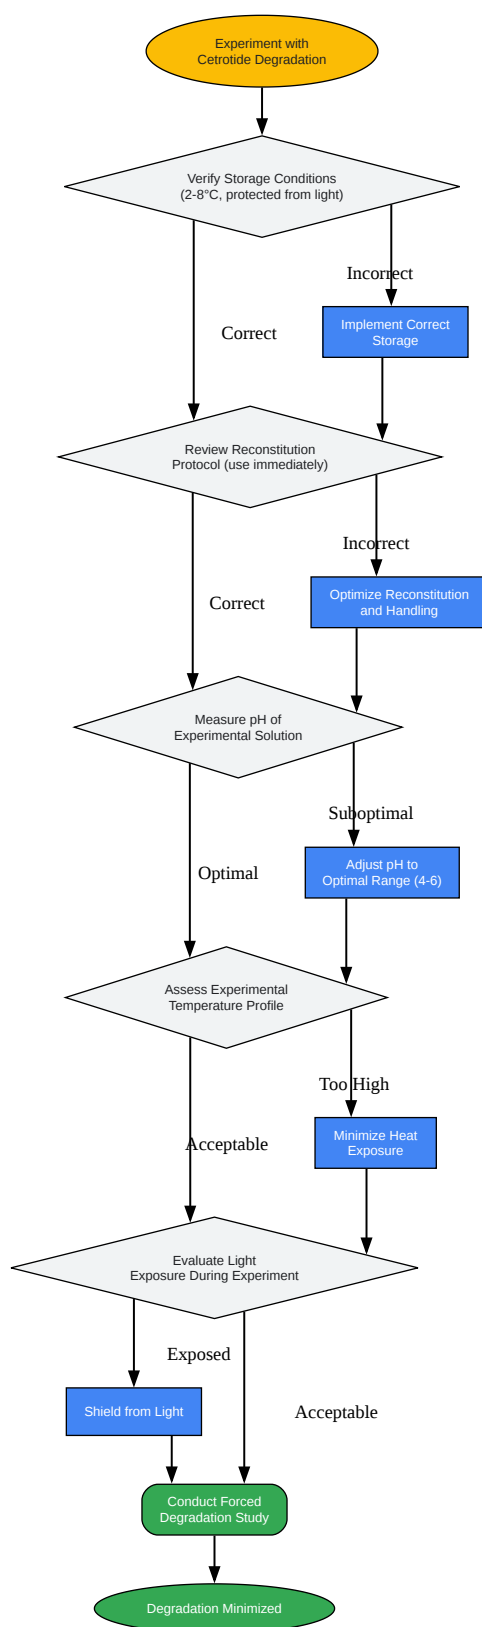 Experiment with
Cetrotide Degradation
Verify Storage Conditions
(2-8°C, protected from light)
Incorrect
Correct
Implement Correct
Storage
Review Reconstitution
Protocol (use immediately)
Incorrect
Correct
Optimize Reconstitution
and Handling
Measure pH of
Experimental Solution
Suboptimal
Optimal
Adjust pH to
Optimal Range (4-6)
Assess Experimental
Temperature Profile
Too High
Acceptable
Minimize Heat
Exposure
Evaluate Light
Exposure During Experiment
Exposed
Acceptable
Shield from Light
Conduct Forced
Degradation Study
Degradation Minimized